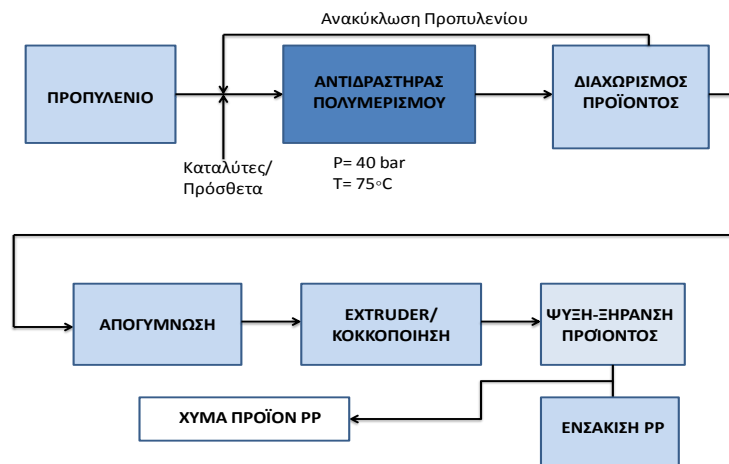 Ανακύκλωση Προπυλενίου
ΠΡΟΠΥΛΕΝΙΟ
ΑΝΤΙΔΡΑΣΤΗΡΑΣ
ΠΟΛΥΜΕΡΙΣΜΟΥ
ΔΙΑΧΩΡΙΣΜΟΣ
ΠΡΟΪΟΝΤΟΣ
Καταλύτες/
Πρόσθετα
P= 40 bar
T= 75◦C
ΑΠΟΓΥΜΝΩΣΗ
EXTRUDER/
ΚΟΚΚΟΠΟΙΗΣΗ
ΨΥΞΗ-ΞΗΡΑΝΣΗ
ΠΡΟΪΟΝΤΟΣ
ΧΥΜΑ ΠΡΟΪΟΝ PP
ΕΝΣΑΚΙΣΗ PP